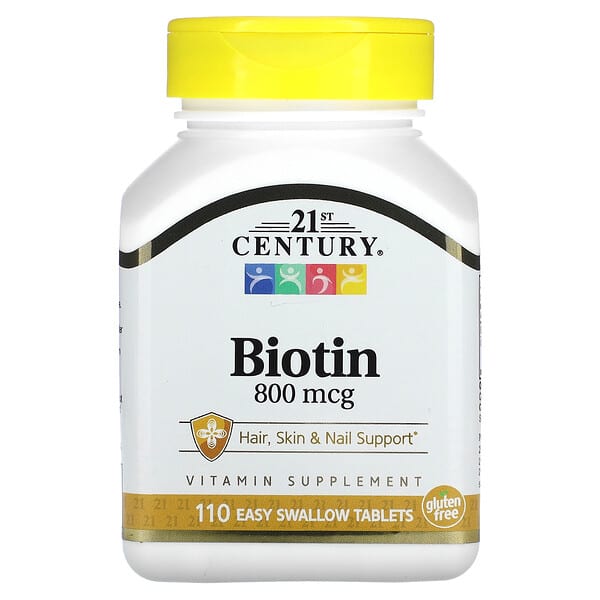 21ST
CENTURY®
Biotin
800 mcg
Hair, Skin & Nail Support*
VITAMIN SUPPLEMENT
110 EASY SWALLOW TABLETS
gluten
free